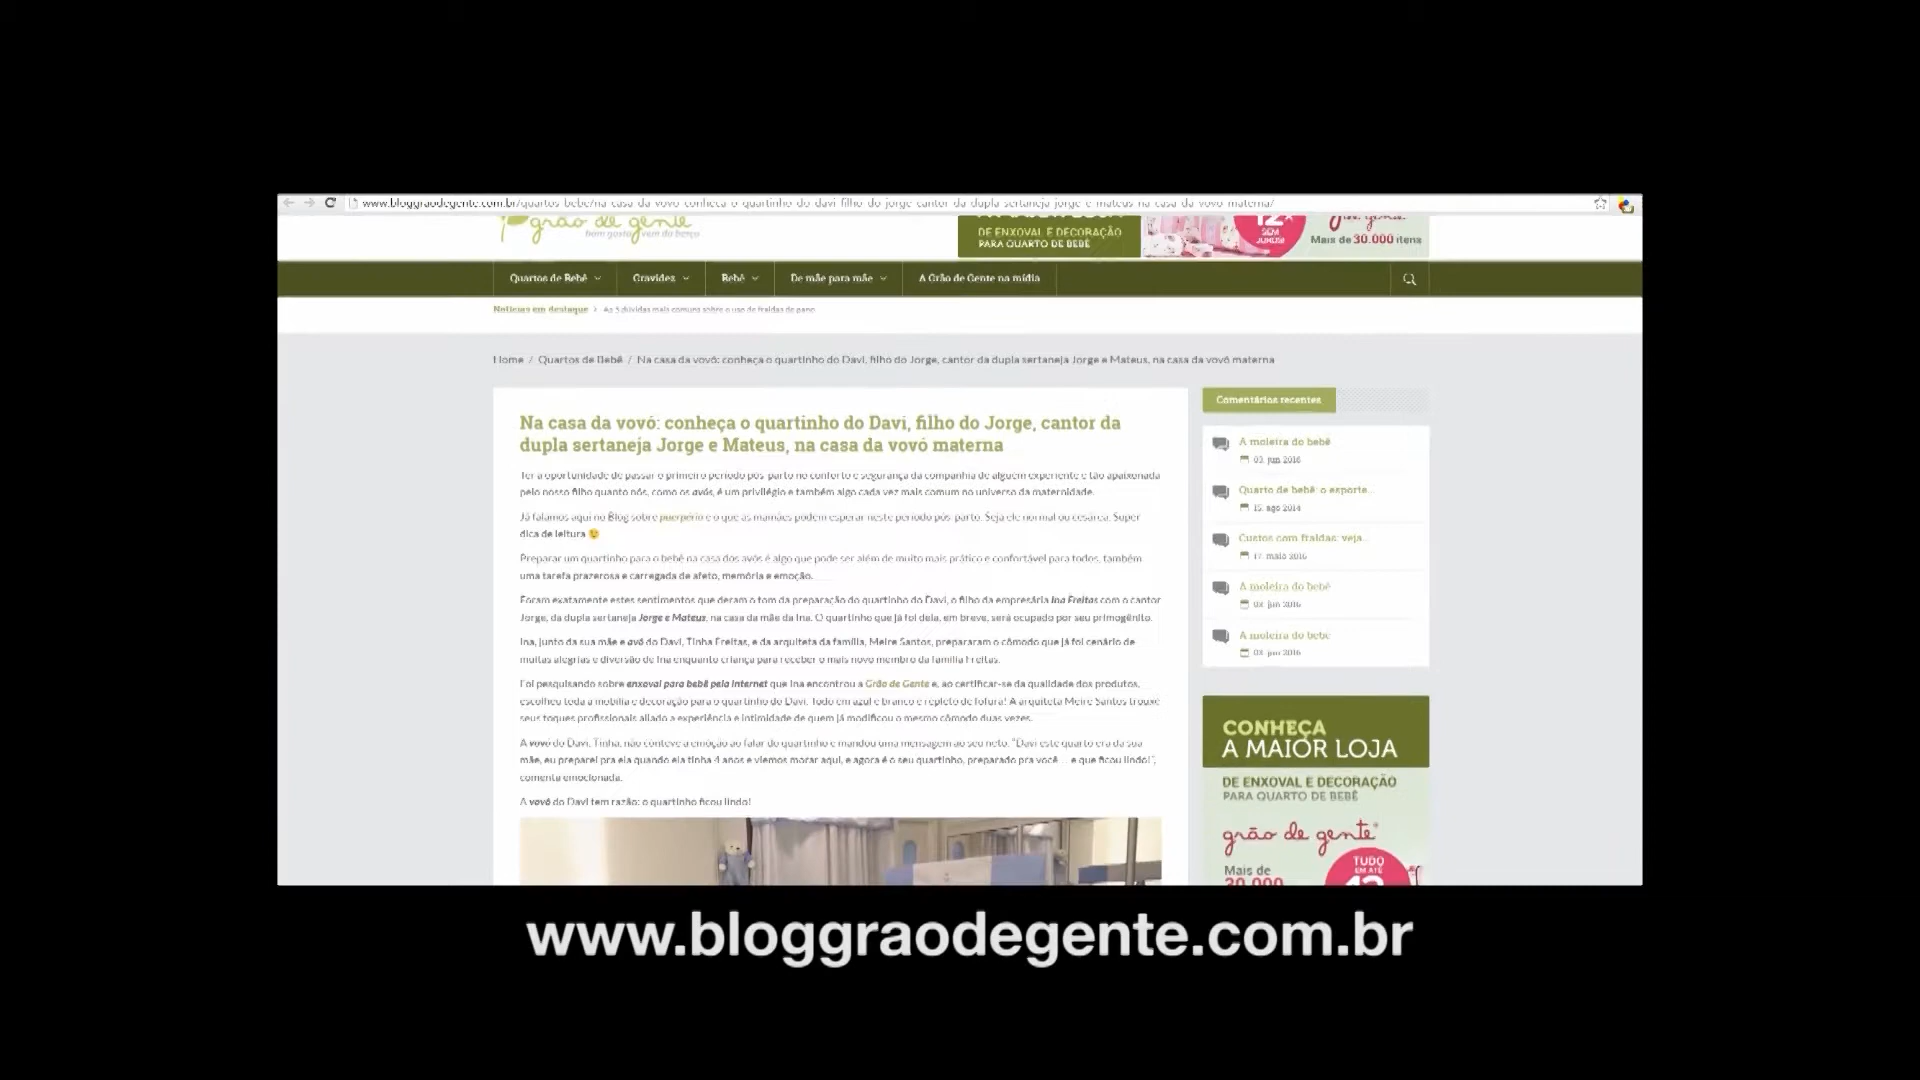 www.bloggraodegente.com.br/quartos-bebe/na-casa-da-vovo-conheca-o-quartinho-do-davi-filho-do-jorge-cantor-da-dupla-sertaneja-jorge-e-mateus-na-casa-da-vovo-materna/
grão de gente
bom gosto vem do berço
DE ENXOVAL E DECORAÇÃO
PARA QUARTO DE BEBÊ
12x
SEM
JUROS!
Mais de 30.000 itens
Quartos de Bebê
Gravidez
Bebê
De mãe para mãe
A Grão de Gente na mídia
Notícias em destaque > As 5 dúvidas mais comuns sobre o uso de fraldas de pano
Home / Quartos de Bebê / Na casa da vovó: conheça o quartinho do Davi, filho do Jorge, cantor da dupla sertaneja Jorge e Mateus, na casa da vovó materna
Na casa da vovó: conheça o quartinho do Davi, filho do Jorge, cantor da
dupla sertaneja Jorge e Mateus, na casa da vovó materna
Ter a oportunidade de passar o primeiro período pós-parto no conforto e segurança da companhia de alguém experiente e tão apaixonada
pelo nosso filho quanto nós, como os avós, é um privilégio e também algo cada vez mais comum no universo da maternidade.
Já falamos aqui no Blog sobre puerpério e o que as mamães podem esperar neste período pós-parto. Seja ele normal ou cesárea. Super
dica de leitura 😉
Preparar um quartinho para o bebê na casa dos avós é algo que pode ser além de muito mais prático e confortável para todos, também
uma tarefa prazerosa e carregada de afeto, memória e emoção.
Foram exatamente estes sentimentos que deram o tom da preparação do quartinho do Davi, o filho da empresária Ina Freitas com o cantor
Jorge, da dupla sertaneja Jorge e Mateus, na casa da mãe da Ina. O quartinho que já foi dela, em breve, será ocupado por seu primogênito.
Ina, junto da sua mãe e avó do Davi, Tinha Freitas, e da arquiteta da família, Meire Santos, prepararam o cômodo que já foi cenário de
muitas alegrias e diversão de Ina enquanto criança para receber o mais novo membro da família Freitas.
Foi pesquisando sobre enxoval para bebê pela internet que Ina encontrou a Grão de Gente e, ao certificar-se da qualidade dos produtos,
escolheu toda a mobília e decoração para o quartinho do Davi. Todo em azul e branco e repleto de fofura! A arquiteta Meire Santos trouxe
seus toques profissionais aliado a experiência e intimidade de quem já modificou o mesmo cômodo duas vezes.
A vovó do Davi, Tinha, não conteve a emoção ao falar do quartinho e mandou uma mensagem ao seu neto. "Davi este quarto era da sua
mãe, eu preparei pra ela quando ela tinha 4 anos e viemos morar aqui, e agora é o seu quartinho, preparado pra você... e que ficou lindo!",
comenta emocionada.
A vovó do Davi tem razão: o quartinho ficou lindo!
Comentários recentes
A moleira do bebê
03. jun 2016
Quarto de bebê: o esporte...
15. ago 2014
Custos com fraldas: veja...
17. maio 2016
A moleira do bebê
03. jun 2016
A moleira do bebê
03. jun 2016
CONHEÇA
A MAIOR LOJA
DE ENXOVAL E DECORAÇÃO
PARA QUARTO DE BEBÊ
grão de gente
Mais de
30.000
TUDO
EM ATÉ
12
www.bloggraodegente.com.br